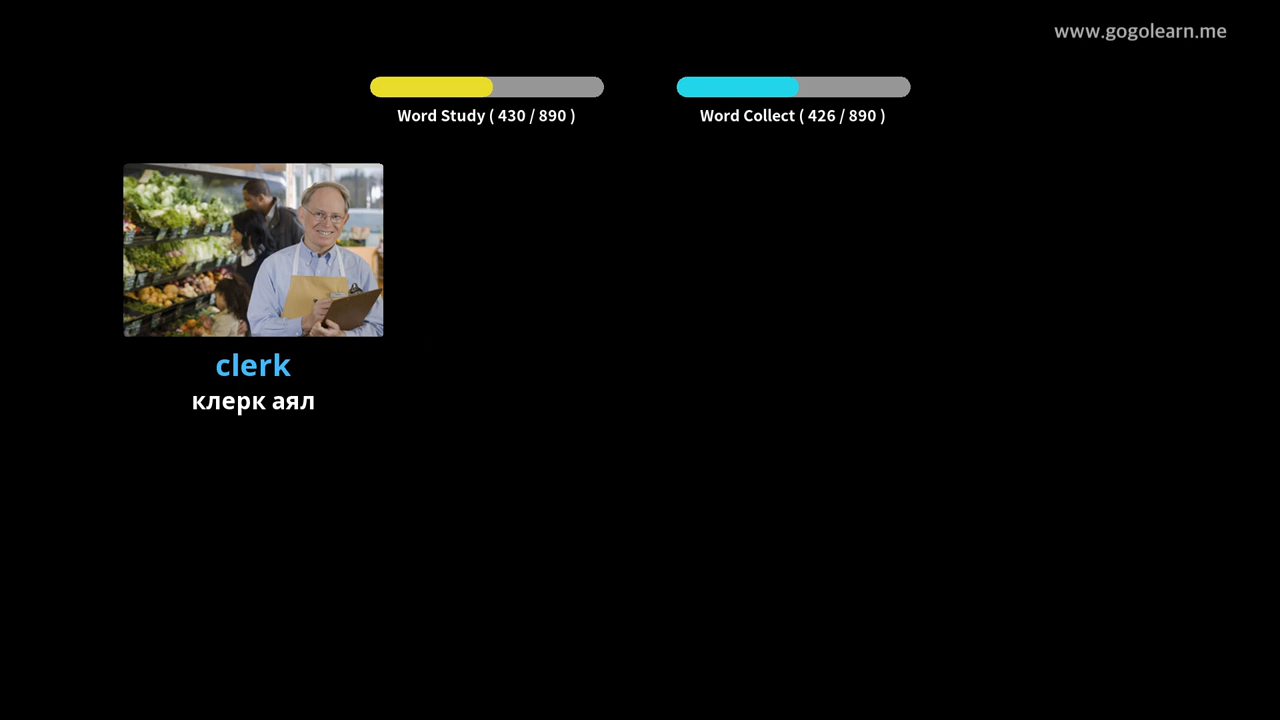 www.gogolearn.me
Word Study ( 430 / 890 )
Word Collect ( 426 / 890 )
clerk
клерк аял